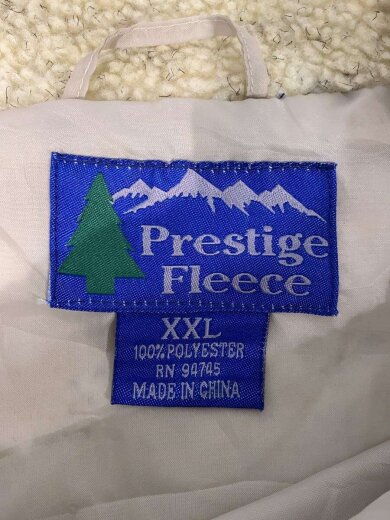 Prestige
Fleece
XXL
100% POLYESTER
RN 94745
MADE IN CHINA